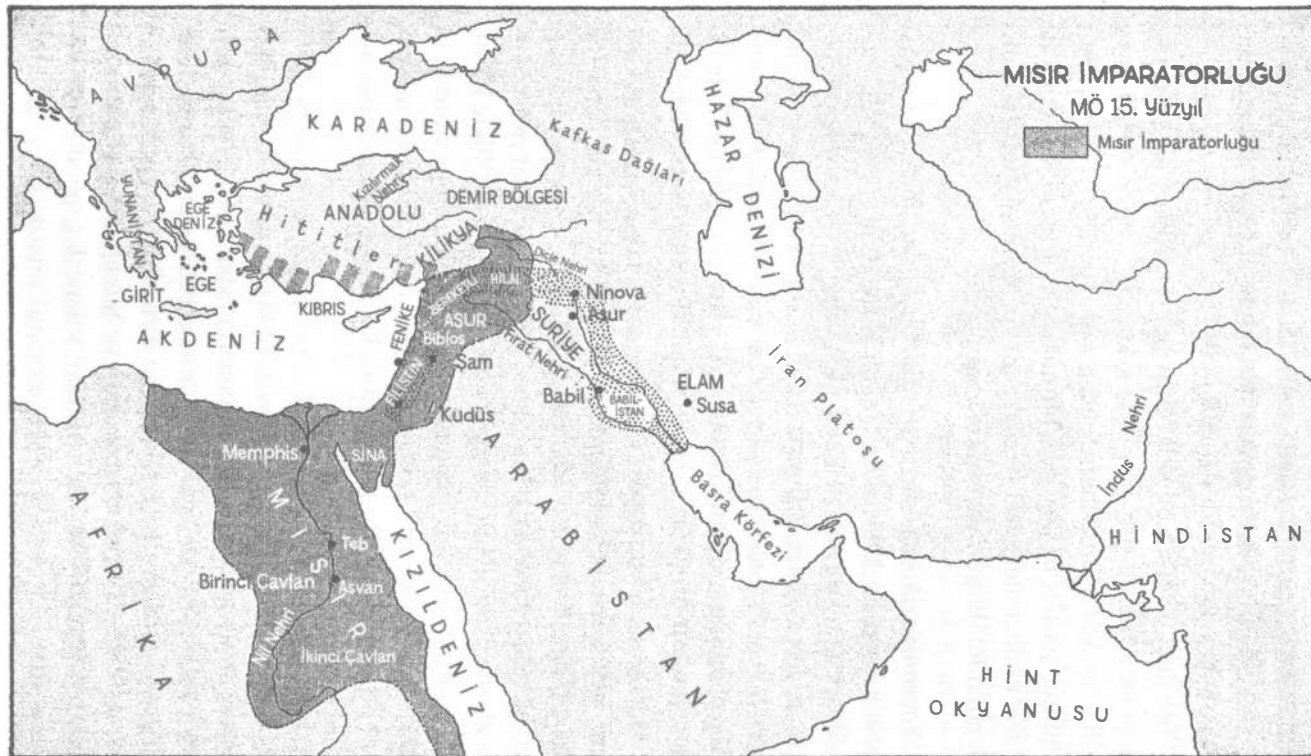 MISIR İMPARATORLUĞU
MÖ 15. Yüzyıl
Mısır İmparatorluğu
AVRUPA
KARADENİZ
Kafkas Dağları
HAZAR DENİZİ
Kızılırmak Nehri
DEMİR BÖLGESİ
YUNANİSTAN
EGE DENİZ
ANADOLU
Hititler
KİLİKYA
Dicle Nehri
HİLAL
Ninova
Asur
GİRİT
EGE
KIBRIS
ASUR
SURİYE
AKDENİZ
FENİKE
Biblos
Fırat Nehri
Şam
FİLİSTİN
Babil
BABİL-
İSTAN
ELAM
Susa
İran Platosu
Kudüs
Memphis
SİNA
ARABİSTAN
Basra Körfezi
İndus Nehri
HİNDİSTAN
AFRİKA
MISIR
Teb
Birinci Çavlan
Asvan
KIZILDENİZ
Nil Nehri
İkinci Çavlan
HİNT
OKYANUSU